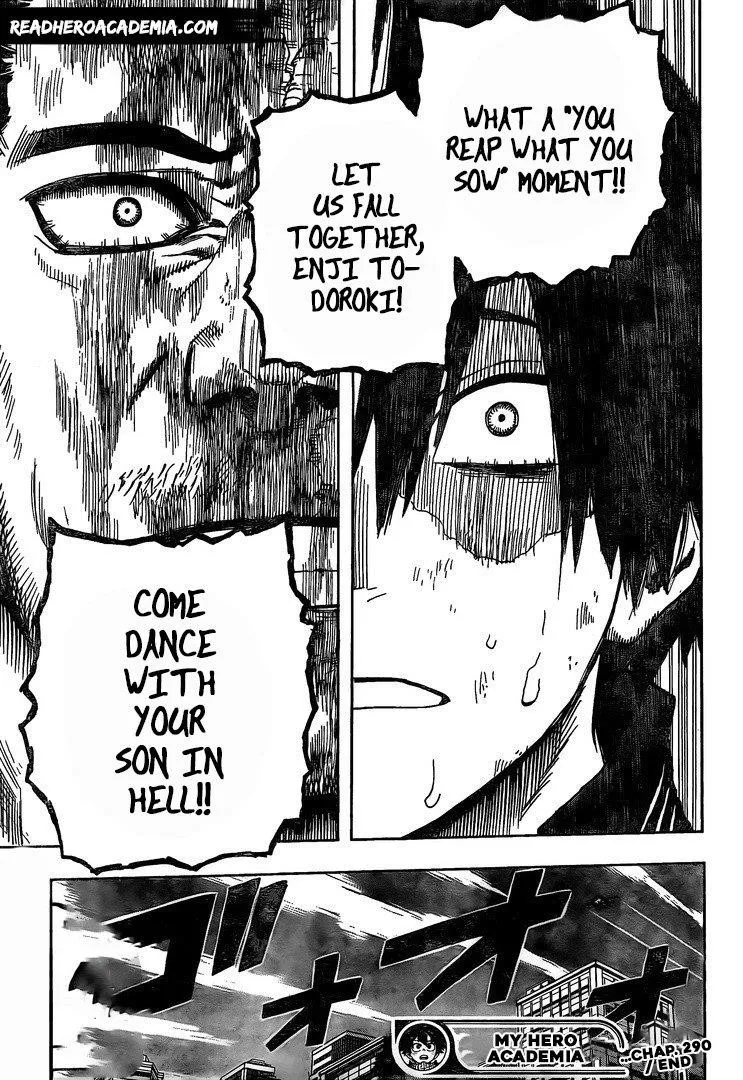 READHEROACADEMIA.COM
WHAT A "YOU
REAP WHAT YOU
SOW" MOMENT!!
LET
US FALL
TOGETHER,
ENJI TO-
DOROKI!
COME
DANCE
WITH
YOUR
SON IN
HELL!!
ゴオオオ
MY HERO
ACADEMIA
...CHAP. 290
/ END